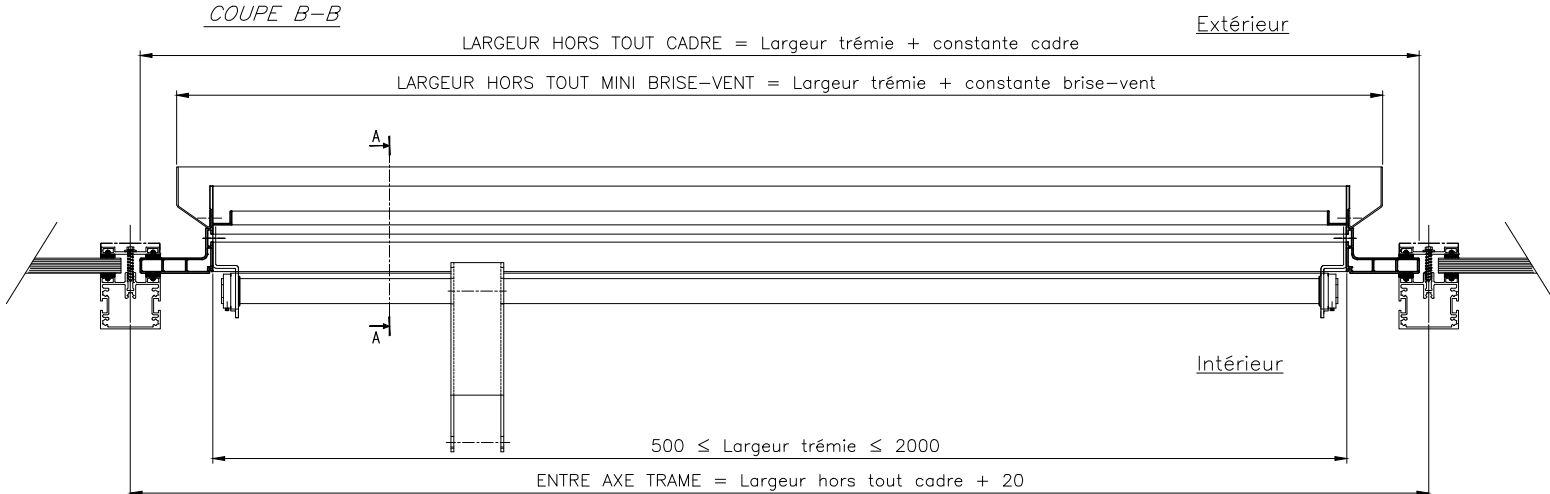 COUPE B-B
Extérieur
LARGEUR HORS TOUT CADRE = Largeur trémie + constante cadre
LARGEUR HORS TOUT MINI BRISE-VENT = Largeur trémie + constante brise-vent
A
A
Intérieur
500 ≤ Largeur trémie ≤ 2000
ENTRE AXE TRAME = Largeur hors tout cadre + 20